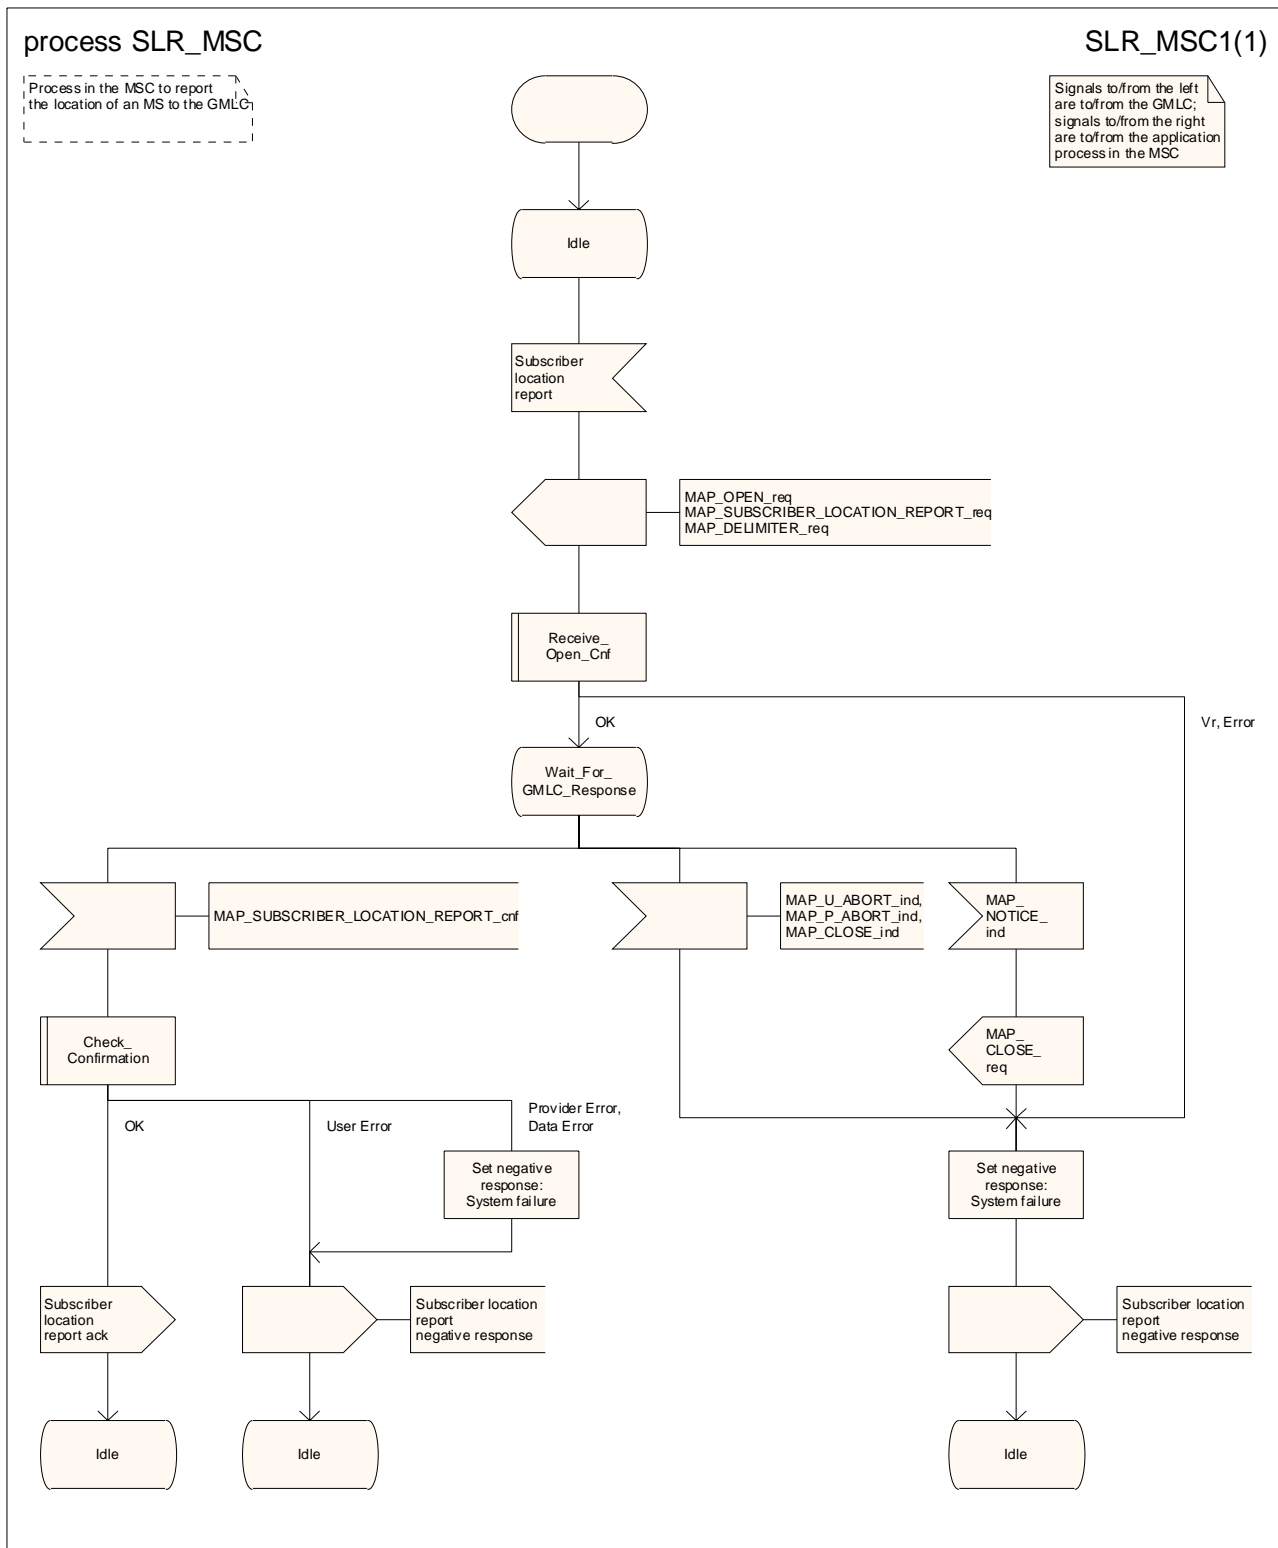 process SLR_MSC
SLR_MSC1(1)
Process in the MSC to report
the location of an MS to the GMLC
Signals to/from the left
are to/from the GMLC;
signals to/from the right
are to/from the application
process in the MSC
Idle
Subscriber
location
report
MAP_OPEN_req
MAP_SUBSCRIBER_LOCATION_REPORT_req
MAP_DELIMITER_req
Receive_
Open_Cnf
OK
Vr, Error
Wait_For_
GMLC_Response
MAP_SUBSCRIBER_LOCATION_REPORT_cnf
MAP_U_ABORT_ind,
MAP_P_ABORT_ind,
MAP_CLOSE_ind
MAP_
NOTICE_
ind
Check_
Confirmation
MAP_
CLOSE_
req
OK
User Error
Provider Error,
Data Error
Set negative
response:
System failure
Set negative
response:
System failure
Subscriber
location
report ack
Subscriber location
report
negative response
Subscriber location
report
negative response
Idle
Idle
Idle